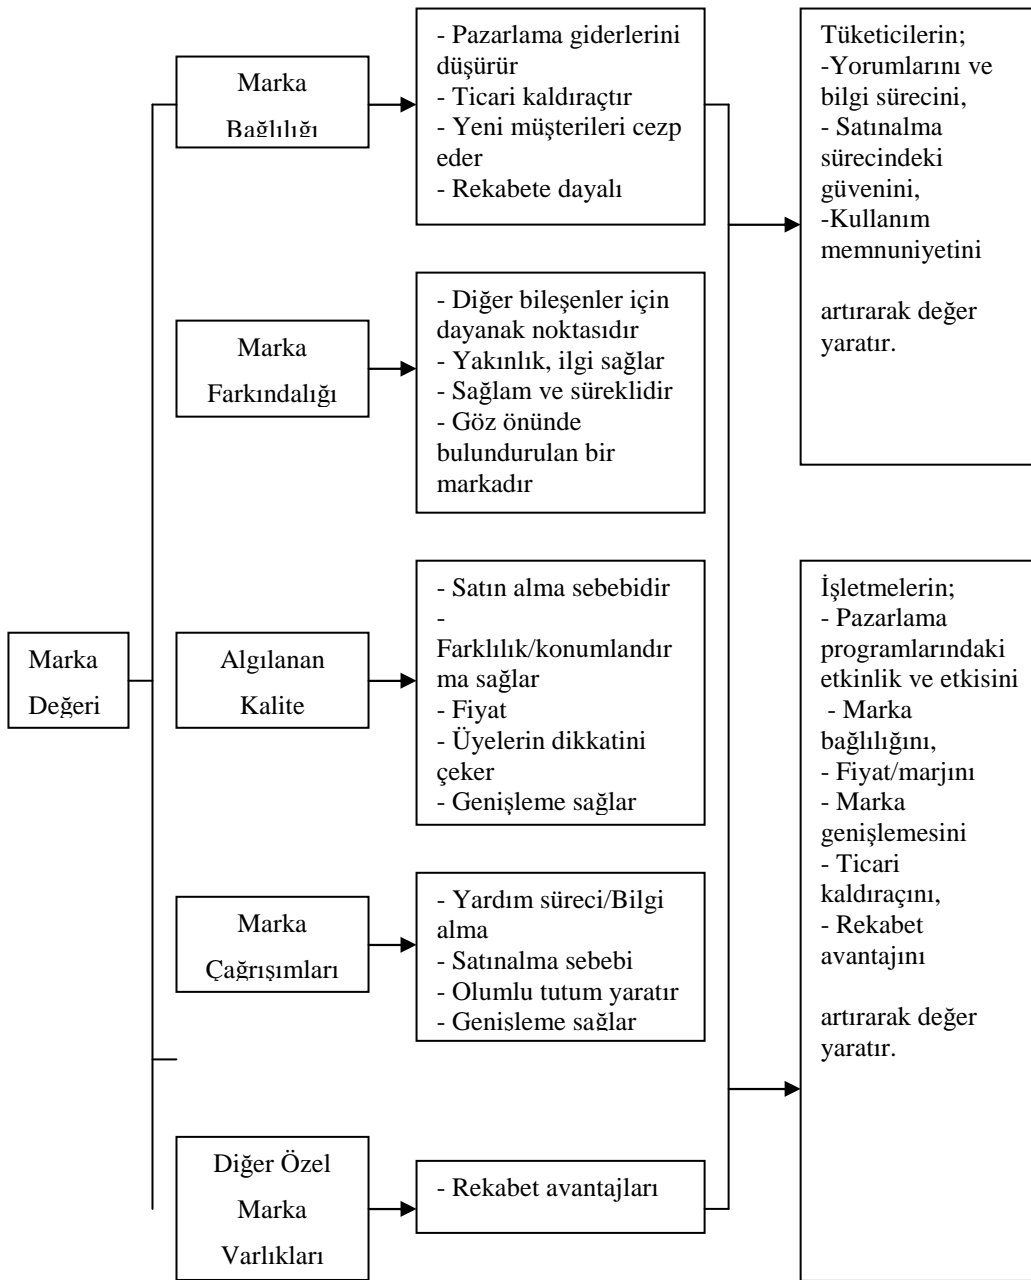 Marka
Değeri
Marka
Bağlılığı
- Pazarlama giderlerini
düşürür
- Ticari kaldıraçtır
- Yeni müşterileri cezp
eder
- Rekabete dayalı
Marka
Farkındalığı
- Diğer bileşenler için
dayanak noktasıdır
- Yakınlık, ilgi sağlar
- Sağlam ve süreklidir
- Göz önünde
bulundurulan bir
markadır
Algılanan
Kalite
- Satın alma sebebidir
-
Farklılık/konumlandır
ma sağlar
- Fiyat
- Üyelerin dikkatini
çeker
- Genişleme sağlar
Marka
Çağrışımları
- Yardım süreci/Bilgi
alma
- Satınalma sebebi
- Olumlu tutum yaratır
- Genişleme sağlar
Diğer Özel
Marka
Varlıkları
- Rekabet avantajları
Tüketicilerin;
-Yorumlarını ve
bilgi sürecini,
- Satınalma
sürecindeki
güvenini,
-Kullanım
memnuniyetini
artırarak değer
yaratır.
İşletmelerin;
- Pazarlama
programlarındaki
etkinlik ve etkisini
- Marka
bağlılığını,
- Fiyat/marjını
- Marka
genişlemesini
- Ticari
kaldıraçını,
- Rekabet
avantajını
artırarak değer
yaratır.